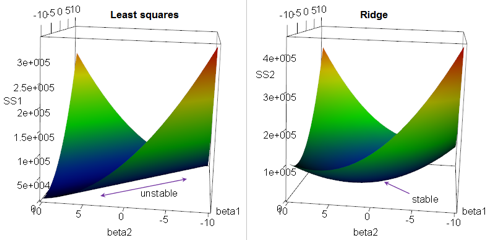 Least squares
-10 -5 0 5 10
SS1
3e+005
2.5e+005
2e+005
1.5e+005
1e+005
5e+004
0
10
5
0
-5
-10
beta1
beta2
unstable
Ridge
-10 -5 0 5 10
SS2
4e+005
3e+005
2e+005
1e+005
0
10
5
0
-5
-10
beta1
beta2
stable